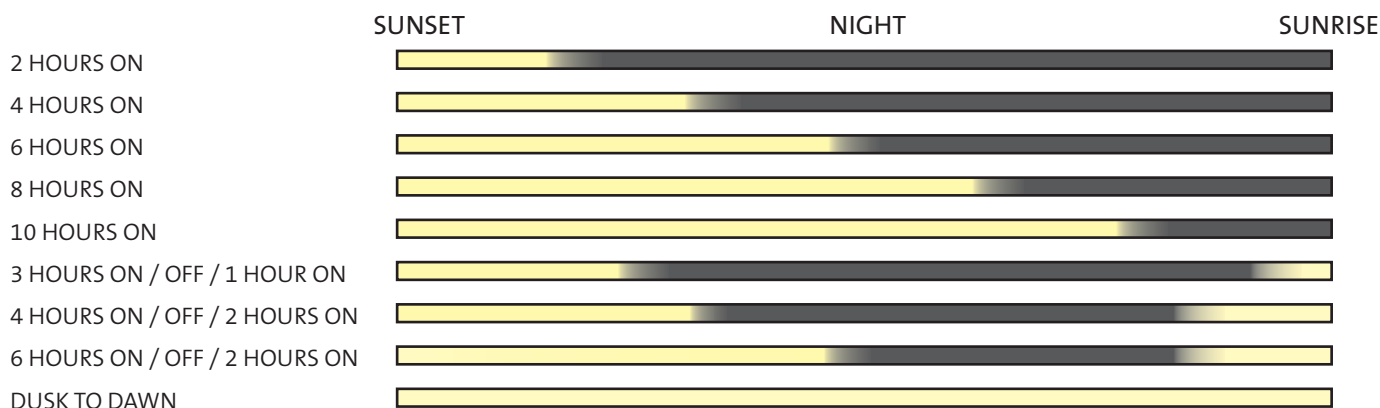 SUNSET NIGHT SUNRISE
2 HOURS ON
4 HOURS ON
6 HOURS ON
8 HOURS ON
10 HOURS ON
3 HOURS ON / OFF / 1 HOUR ON
4 HOURS ON / OFF / 2 HOURS ON
6 HOURS ON / OFF / 2 HOURS ON
DUSK TO DAWN